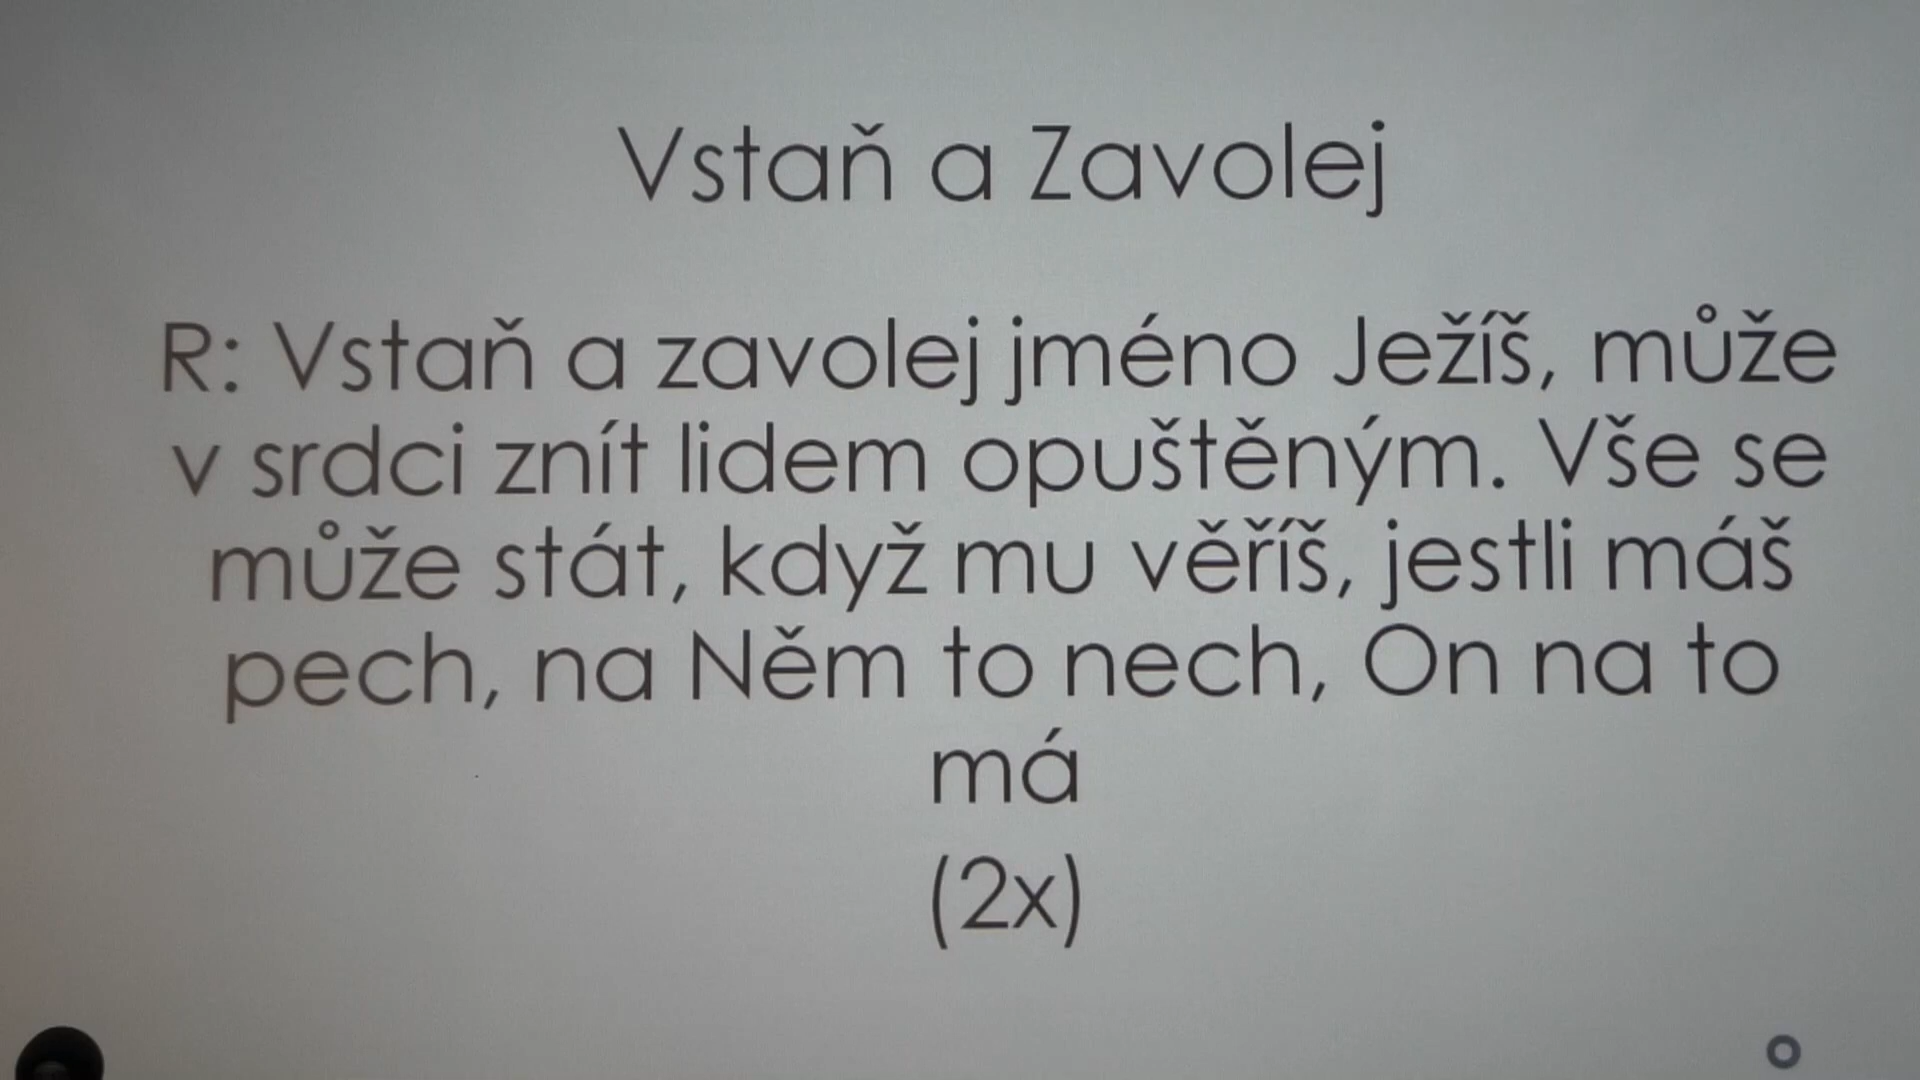 Vstaň a Zavolej
R: Vstaň a zavolej jméno Ježíš, může
v srdci znít lidem opuštěným. Vše se
může stát, když mu věříš, jestli máš
pech, na Něm to nech, On na to
má
(2x)